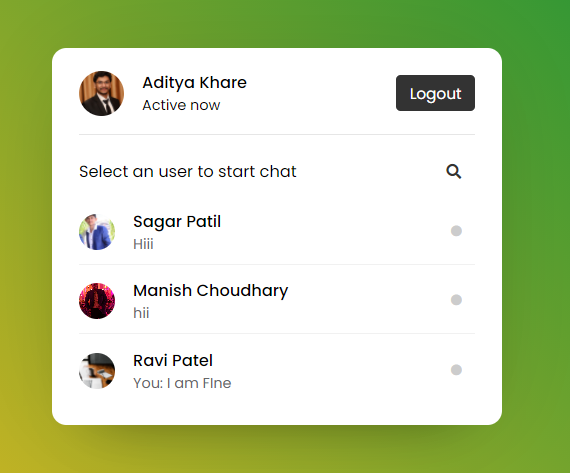 Aditya Khare
Active now
Logout
Select an user to start chat
Sagar Patil
Hiii
Manish Choudhary
hii
Ravi Patel
You: I am FIne